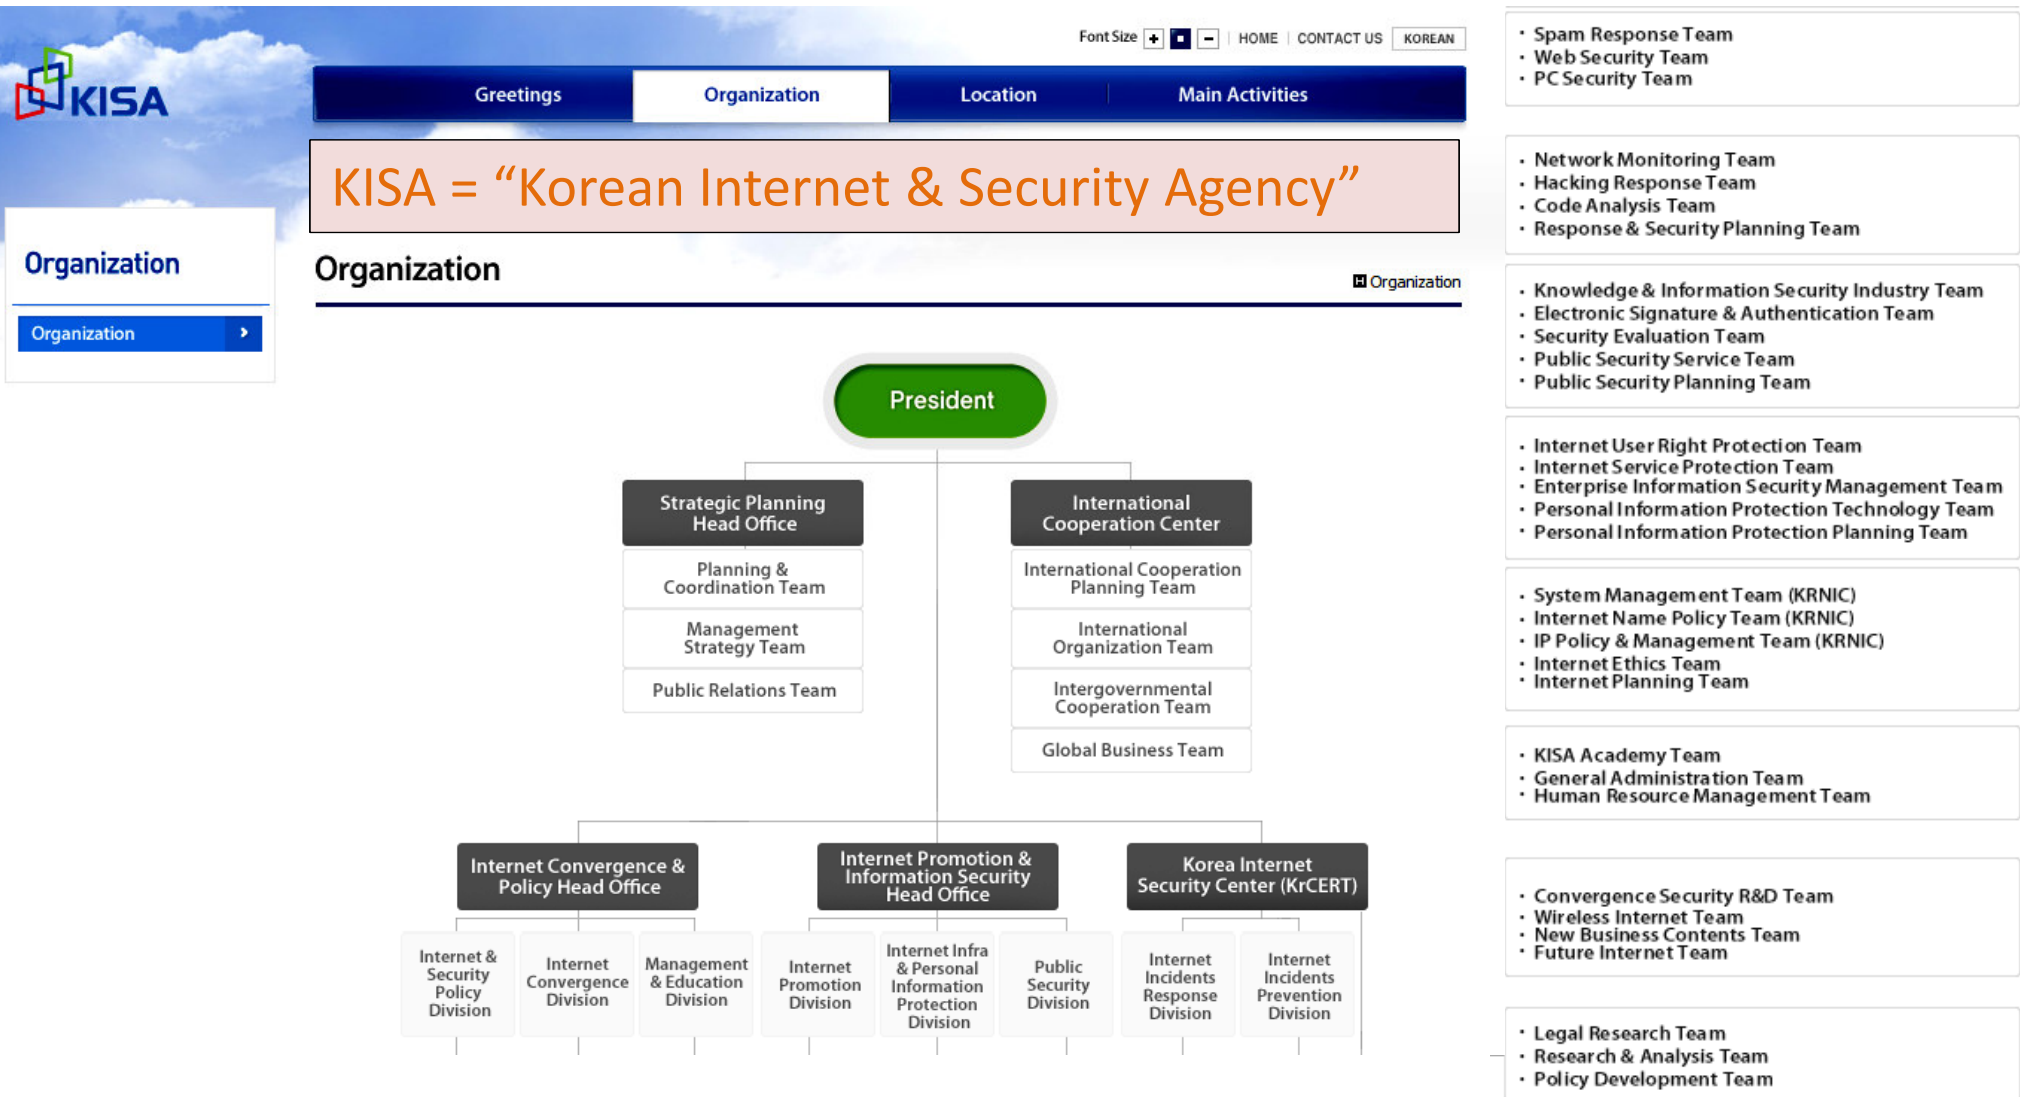 Font Size + - HOME CONTACT US KOREAN
KISA
Greetings Organization Location Main Activities
KISA = “Korean Internet & Security Agency”
Organization
Organization
Organization
H Organization
President
Strategic Planning
Head Office
Planning &
Coordination Team
Management
Strategy Team
Public Relations Team
International
Cooperation Center
International Cooperation
Planning Team
International
Organization Team
Intergovernmental
Cooperation Team
Global Business Team
Internet Convergence &
Policy Head Office
Internet &
Security
Policy
Division
Internet
Convergence
Division
Management
& Education
Division
Internet Promotion &
Information Security
Head Office
Internet
Promotion
Division
Internet Infra
& Personal
Information
Protection
Division
Public
Security
Division
Korea Internet
Security Center (KrCERT)
Internet
Incidents
Response
Division
Internet
Incidents
Prevention
Division
· Spam Response Team
· Web Security Team
· PC Security Team
· Network Monitoring Team
· Hacking Response Team
· Code Analysis Team
· Response & Security Planning Team
· Knowledge & Information Security Industry Team
· Electronic Signature & Authentication Team
· Security Evaluation Team
· Public Security Service Team
· Public Security Planning Team
· Internet User Right Protection Team
· Internet Service Protection Team
· Enterprise Information Security Management Team
· Personal Information Protection Technology Team
· Personal Information Protection Planning Team
· System Management Team (KRNIC)
· Internet Name Policy Team (KRNIC)
· IP Policy & Management Team (KRNIC)
· Internet Ethics Team
· Internet Planning Team
· KISA Academy Team
· General Administration Team
· Human Resource Management Team
· Convergence Security R&D Team
· Wireless Internet Team
· New Business Contents Team
· Future Internet Team
· Legal Research Team
· Research & Analysis Team
· Policy Development Team